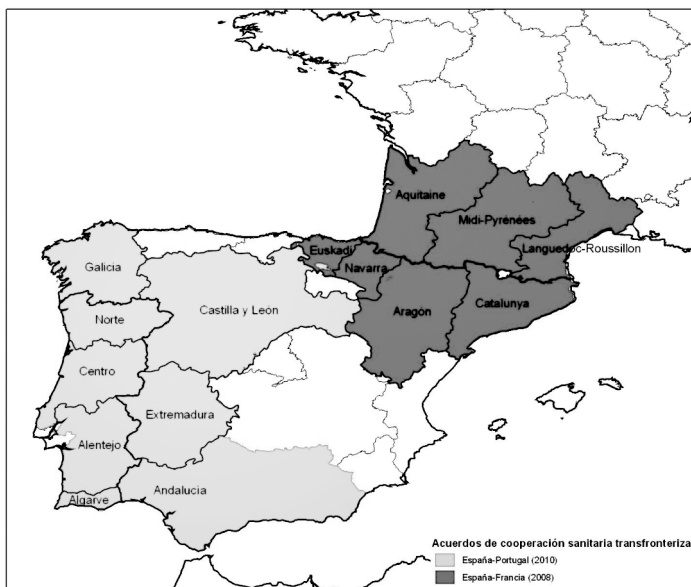 Aquitaine
Midi-Pyrénées
Euskadi
Languedoc-Roussillon
Galicia
Navarra
Castilla y León
Aragón
Catalunya
Norte
Centro
Extremadura
Alentejo
Andalucia
Algarve
Acuerdos de cooperación sanitaria transfronteriza
España-Portugal (2010)
España-Francia (2008)